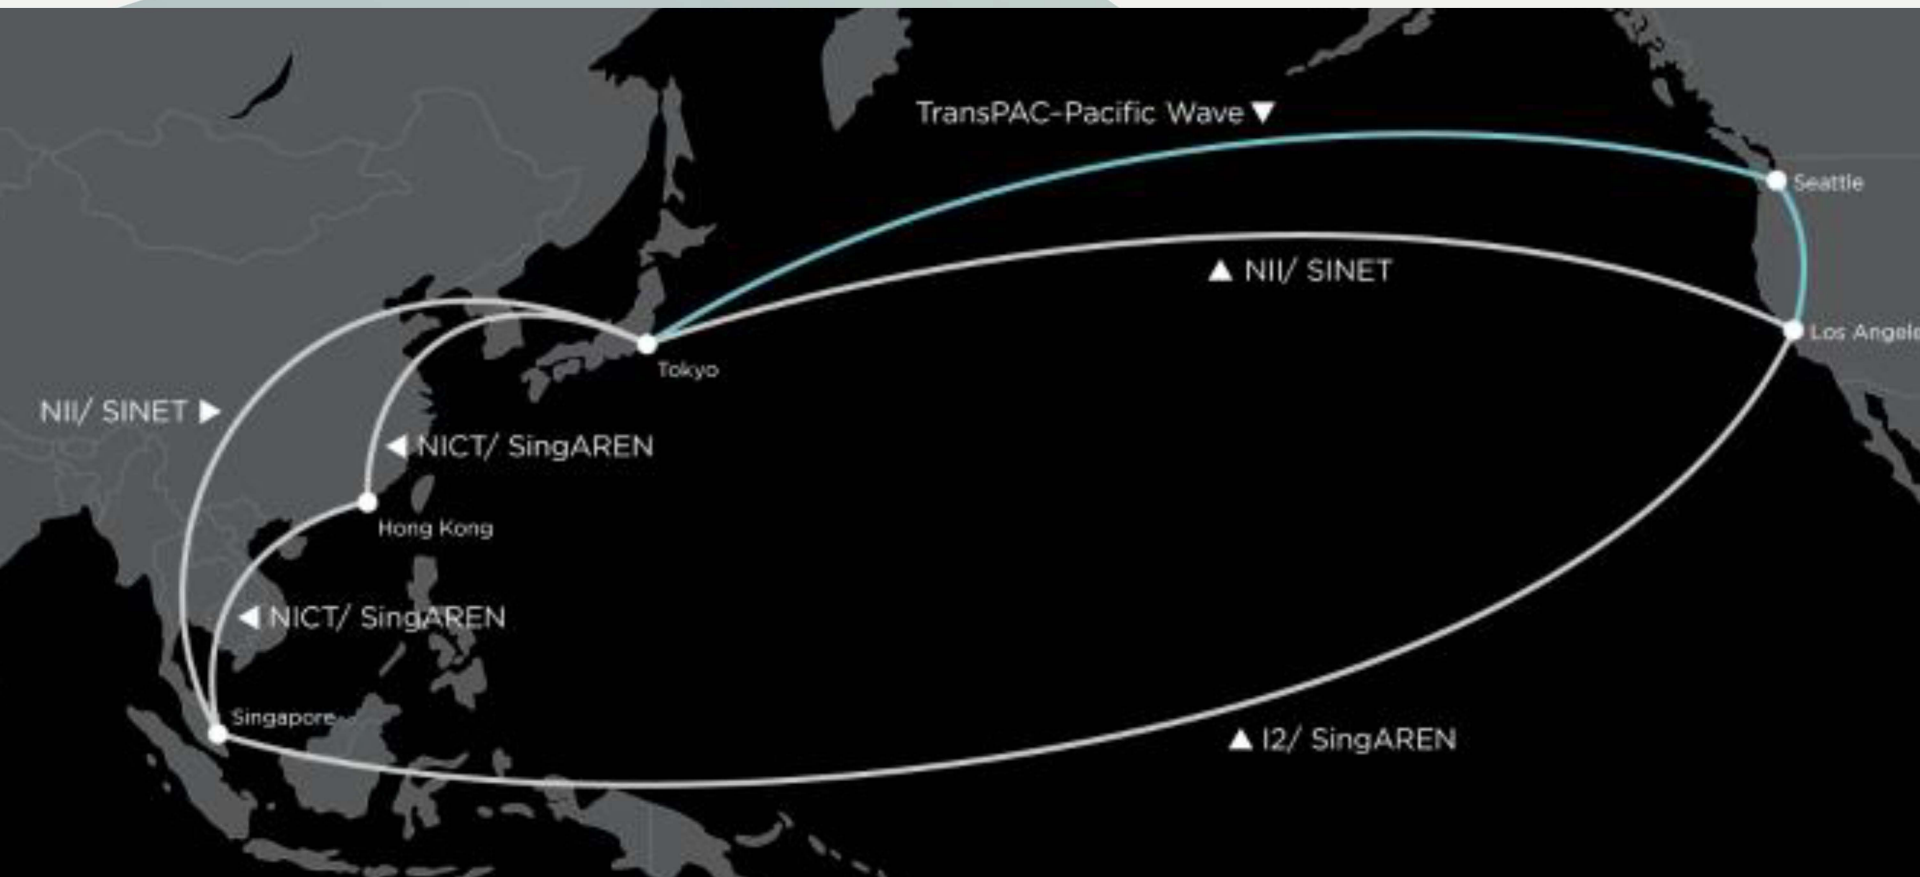 TransPAC-Pacific Wave ▼
Seattle
▲ NII/ SINET
Los Angele
Tokyo
NII/ SINET ▶
◀ NICT/ SingAREN
Hong Kong
◀ NICT/ SingAREN
Singapore
▲ I2/ SingAREN